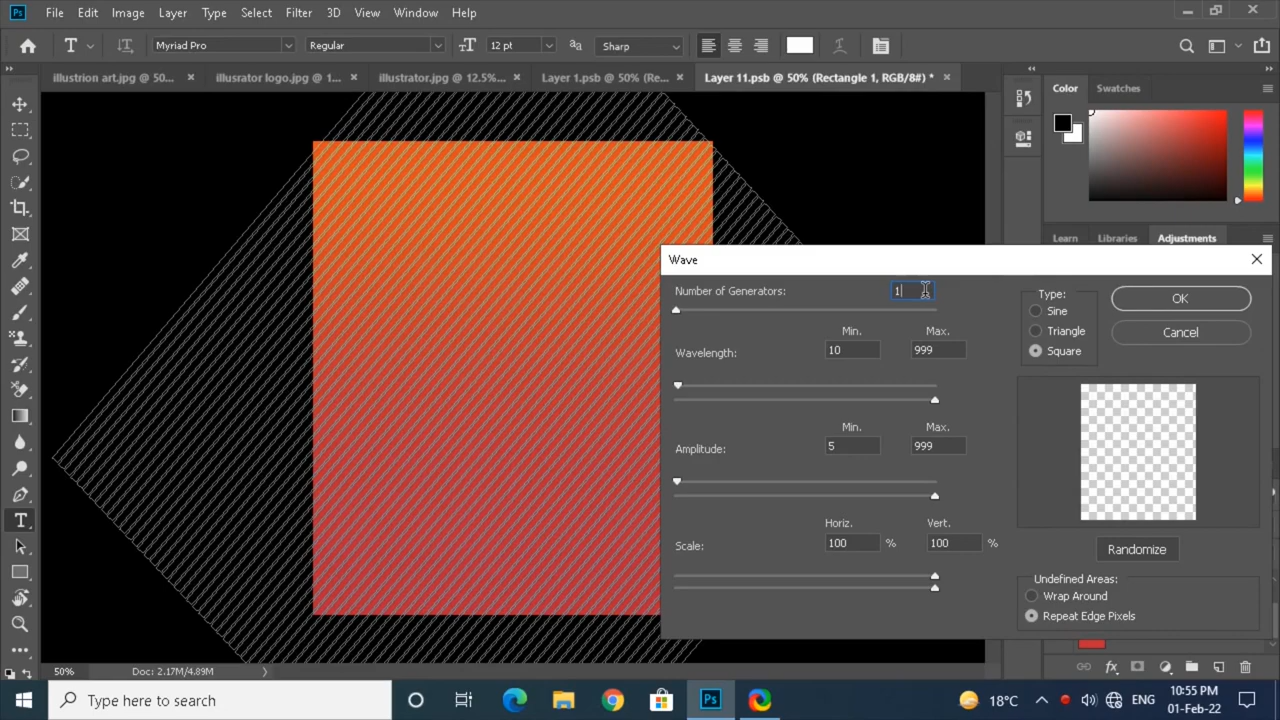 Ps File Edit Image Layer Type Select Filter 3D View Window Help
T Myriad Pro Regular 12 pt Sharp
illustrion art.jpg @ 50... illusrator logo.jpg @ 1... illustrator.jpg @ 12.5%... Layer 1.psb @ 50% (Re... Layer 11.psb @ 50% (Rectangle 1, RGB/8#) *
Color Swatches
Learn Libraries Adjustments
Wave
Number of Generators: 1
Min. Max.
Wavelength: 10 999
Min. Max.
Amplitude: 5 999
Horiz. Vert.
Scale: 100 % 100 %
Type:
Sine
Triangle
Square
OK
Cancel
Randomize
Undefined Areas:
Wrap Around
Repeat Edge Pixels
50% Doc: 2.17M/4.89M
Type here to search
Ps
18°C ENG
10:55 PM
01-Feb-22